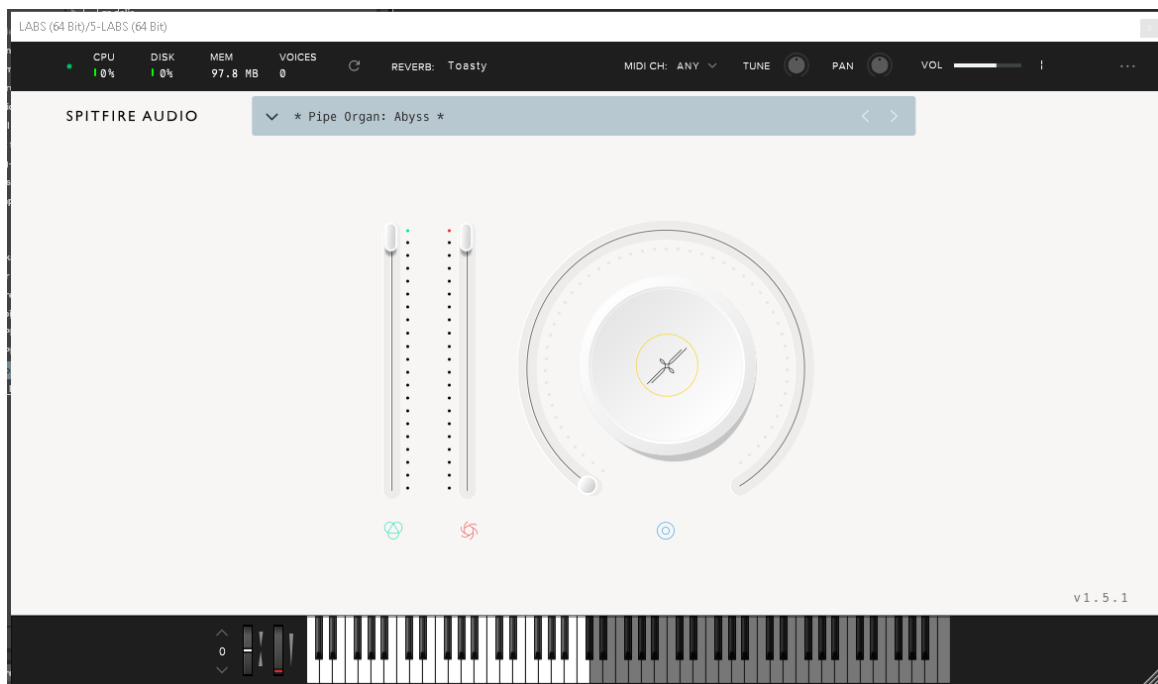 LABS (64 Bit)/5-LABS (64 Bit)
CPU DISK MEM VOICES
0% 0% 97.8 MB 0
REVERB: Toasty
MIDI CH: ANY TUNE PAN VOL
SPITFIRE AUDIO
* Pipe Organ: Abyss *
v1.5.1
0